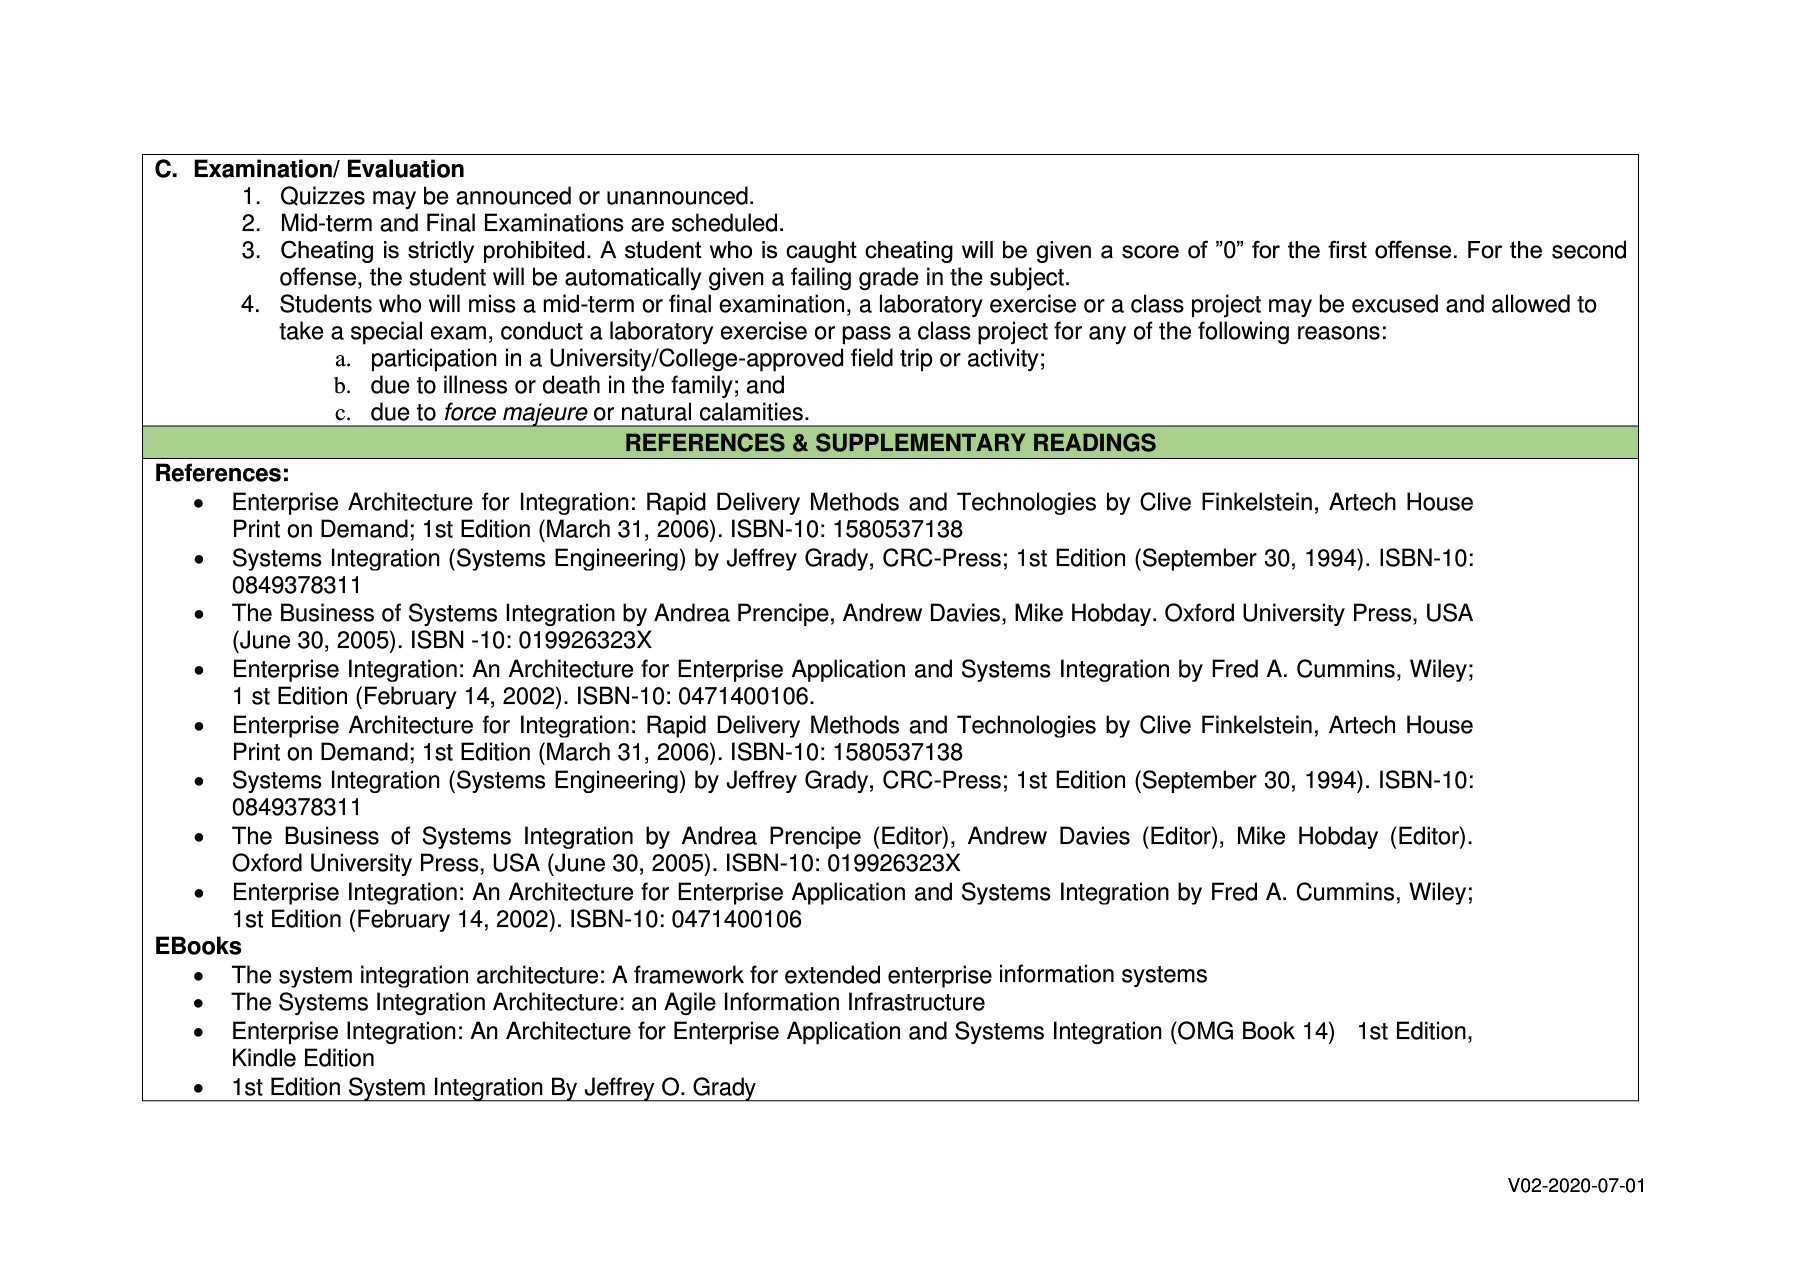 C. Examination/ Evaluation
1. Quizzes may be announced or unannounced.
2. Mid-term and Final Examinations are scheduled.
3. Cheating is strictly prohibited. A student who is caught cheating will be given a score of ”0” for the first offense. For the second
offense, the student will be automatically given a failing grade in the subject.
4. Students who will miss a mid-term or final examination, a laboratory exercise or a class project may be excused and allowed to
take a special exam, conduct a laboratory exercise or pass a class project for any of the following reasons:
a. participation in a University/College-approved field trip or activity;
b. due to illness or death in the family; and
c. due to force majeure or natural calamities.
REFERENCES & SUPPLEMENTARY READINGS
References:
• Enterprise Architecture for Integration: Rapid Delivery Methods and Technologies by Clive Finkelstein, Artech House
Print on Demand; 1st Edition (March 31, 2006). ISBN-10: 1580537138
• Systems Integration (Systems Engineering) by Jeffrey Grady, CRC-Press; 1st Edition (September 30, 1994). ISBN-10:
0849378311
• The Business of Systems Integration by Andrea Prencipe, Andrew Davies, Mike Hobday. Oxford University Press, USA
(June 30, 2005). ISBN -10: 019926323X
• Enterprise Integration: An Architecture for Enterprise Application and Systems Integration by Fred A. Cummins, Wiley;
1 st Edition (February 14, 2002). ISBN-10: 0471400106.
• Enterprise Architecture for Integration: Rapid Delivery Methods and Technologies by Clive Finkelstein, Artech House
Print on Demand; 1st Edition (March 31, 2006). ISBN-10: 1580537138
• Systems Integration (Systems Engineering) by Jeffrey Grady, CRC-Press; 1st Edition (September 30, 1994). ISBN-10:
0849378311
• The Business of Systems Integration by Andrea Prencipe (Editor), Andrew Davies (Editor), Mike Hobday (Editor).
Oxford University Press, USA (June 30, 2005). ISBN-10: 019926323X
• Enterprise Integration: An Architecture for Enterprise Application and Systems Integration by Fred A. Cummins, Wiley;
1st Edition (February 14, 2002). ISBN-10: 0471400106
EBooks
• The system integration architecture: A framework for extended enterprise information systems
• The Systems Integration Architecture: an Agile Information Infrastructure
• Enterprise Integration: An Architecture for Enterprise Application and Systems Integration (OMG Book 14) 1st Edition,
Kindle Edition
• 1st Edition System Integration By Jeffrey O. Grady
V02-2020-07-01